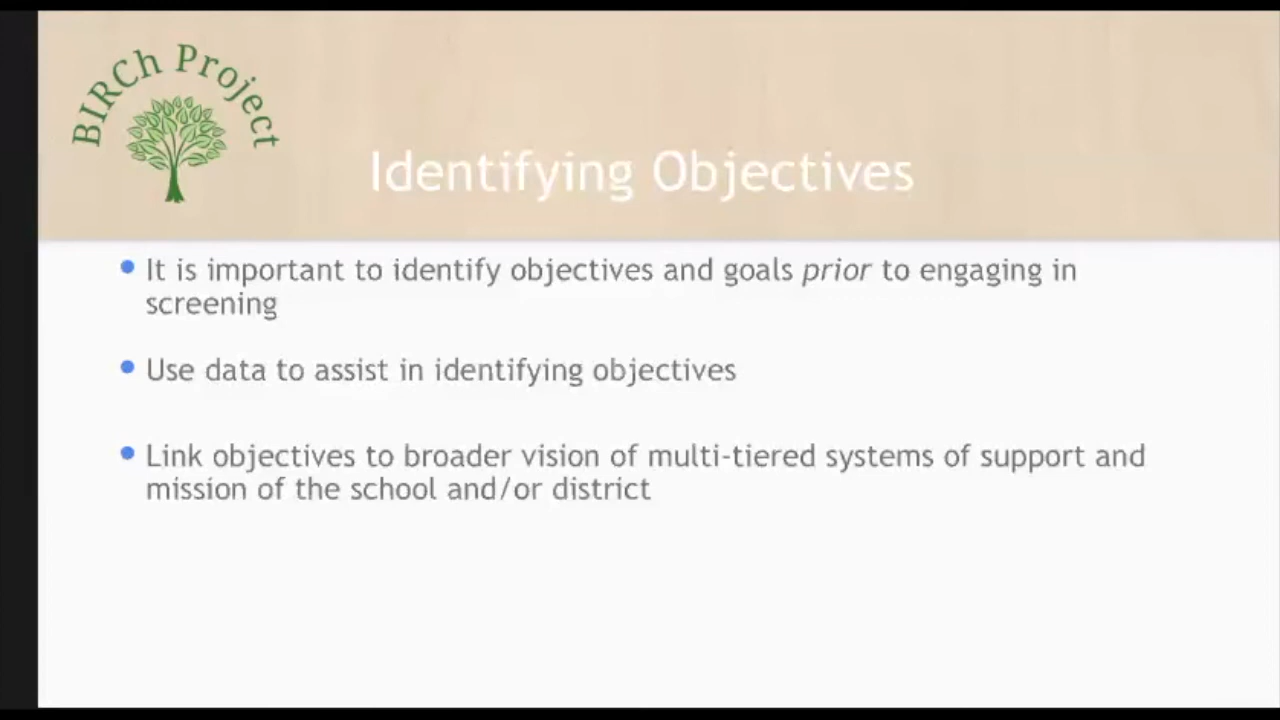 BIRCh Project
Identifying Objectives
It is important to identify objectives and goals prior to engaging in
screening
Use data to assist in identifying objectives
Link objectives to broader vision of multi-tiered systems of support and
mission of the school and/or district